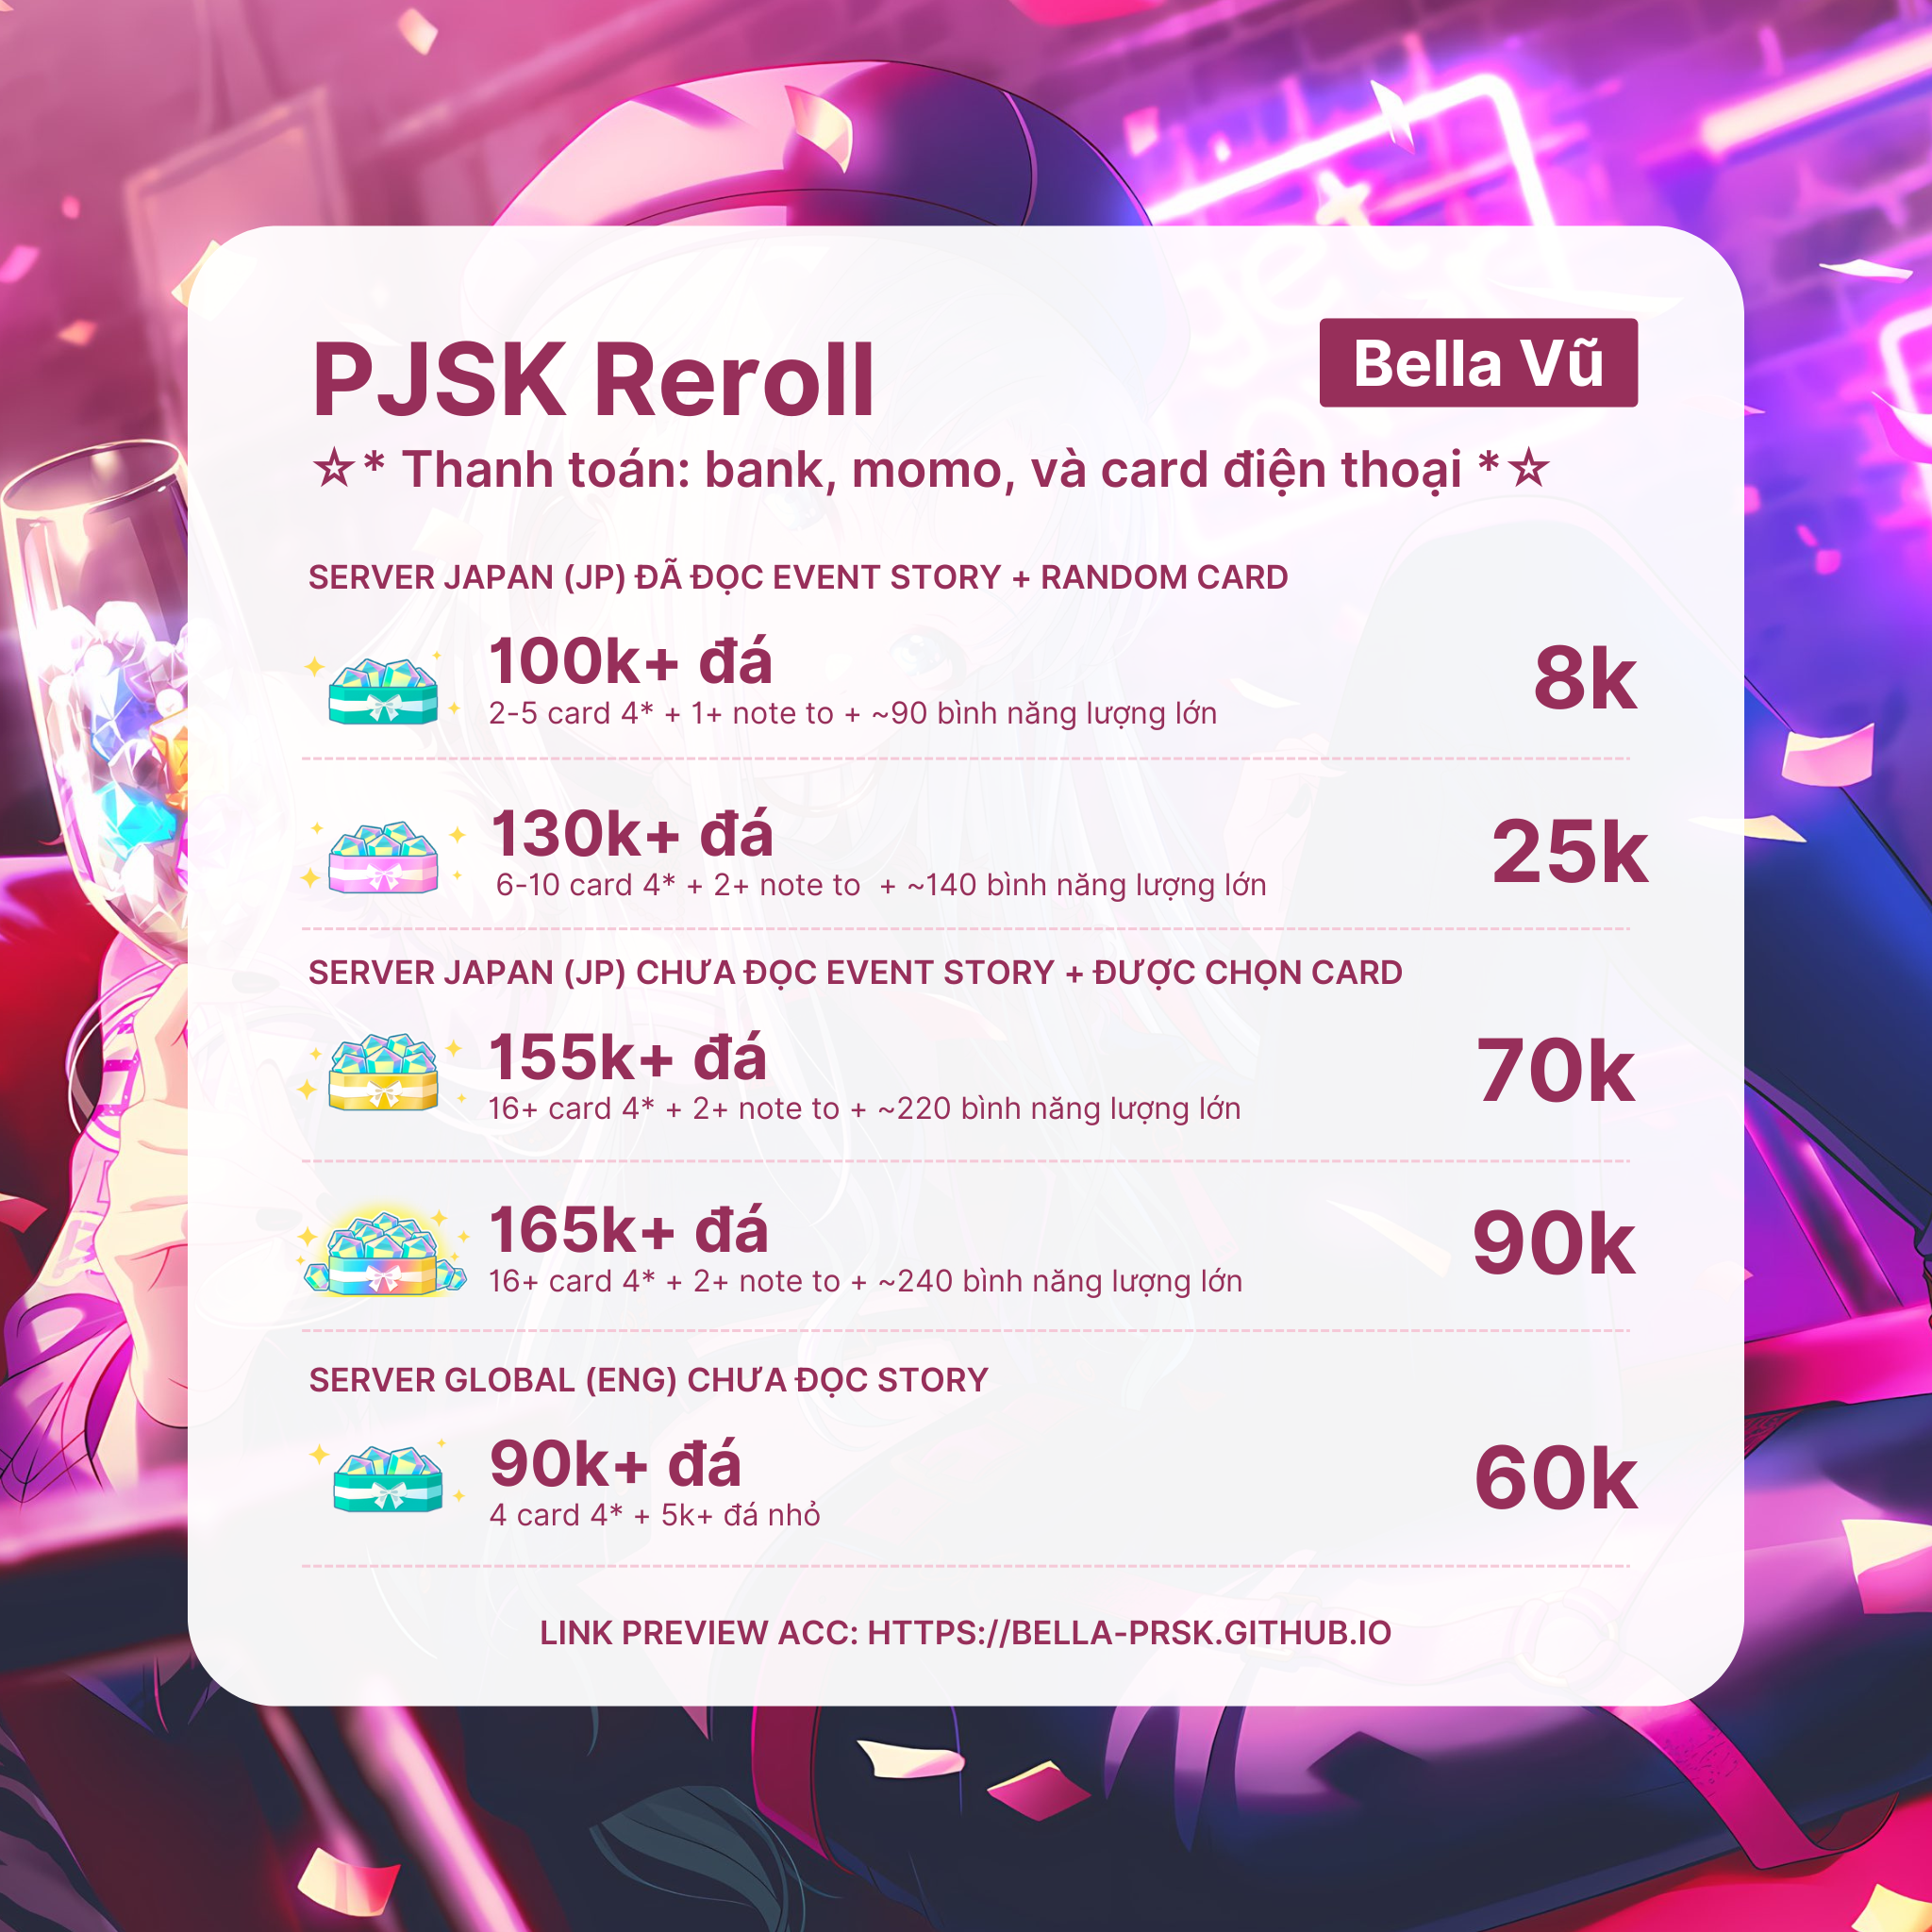 PJSK Reroll
Bella Vũ
☆* Thanh toán: bank, momo, và card điện thoại *☆
SERVER JAPAN (JP) ĐÃ ĐỌC EVENT STORY + RANDOM CARD
100k+ đá
8k
2-5 card 4* + 1+ note to + ~90 bình năng lượng lớn
130k+ đá
25k
6-10 card 4* + 2+ note to + ~140 bình năng lượng lớn
SERVER JAPAN (JP) CHƯA ĐỌC EVENT STORY + ĐƯỢC CHỌN CARD
155k+ đá
70k
16+ card 4* + 2+ note to + ~220 bình năng lượng lớn
165k+ đá
90k
16+ card 4* + 2+ note to + ~240 bình năng lượng lớn
SERVER GLOBAL (ENG) CHƯA ĐỌC STORY
90k+ đá
60k
4 card 4* + 5k+ đá nhỏ
LINK PREVIEW ACC: HTTPS://BELLA-PRSK.GITHUB.IO
get